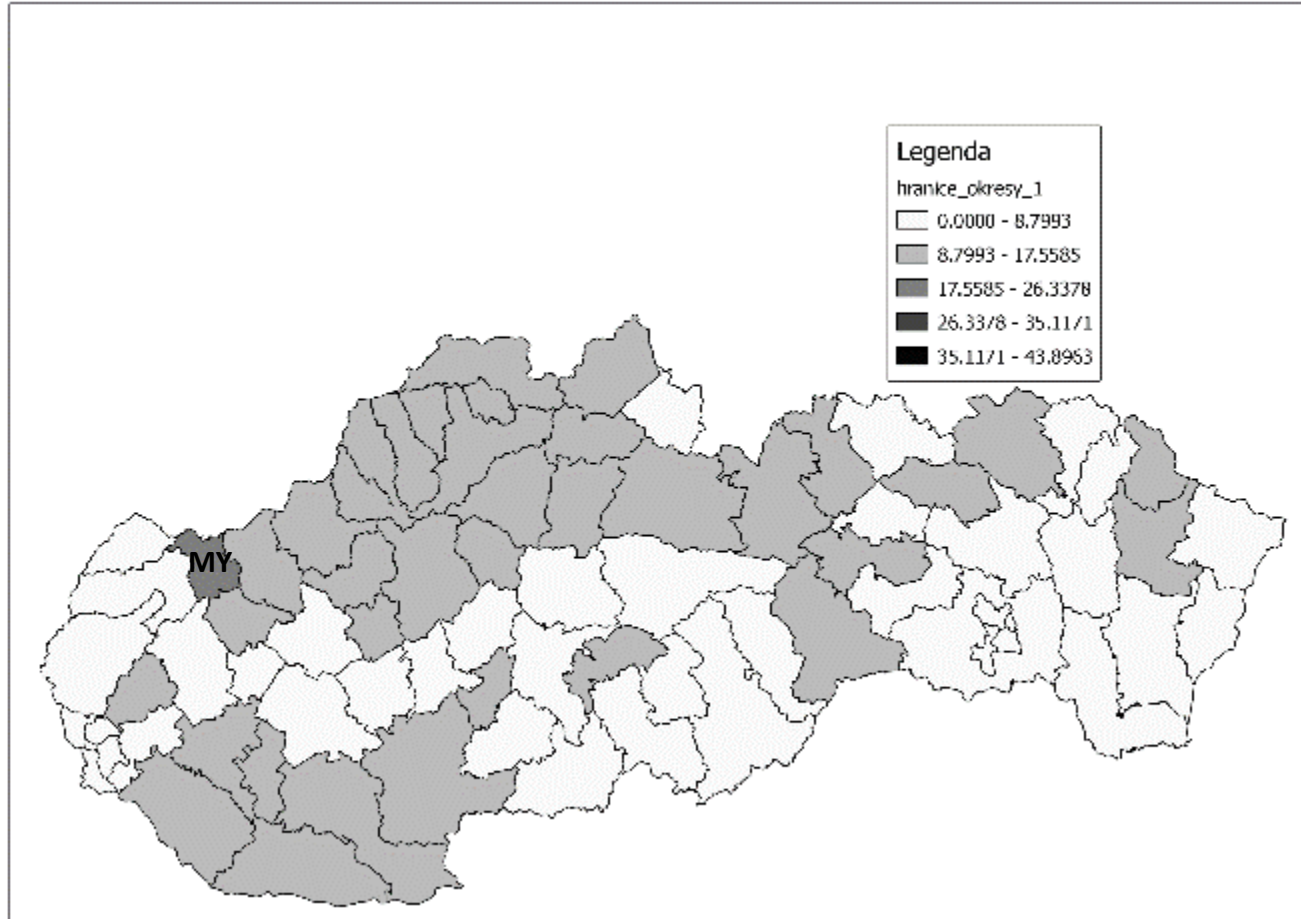 Legenda
hranice_okresy_1
0.0000 - 8.7993
8.7993 - 17.5585
17.5585 - 26.3378
26.3378 - 35.1171
35.1171 - 43.8963
MY